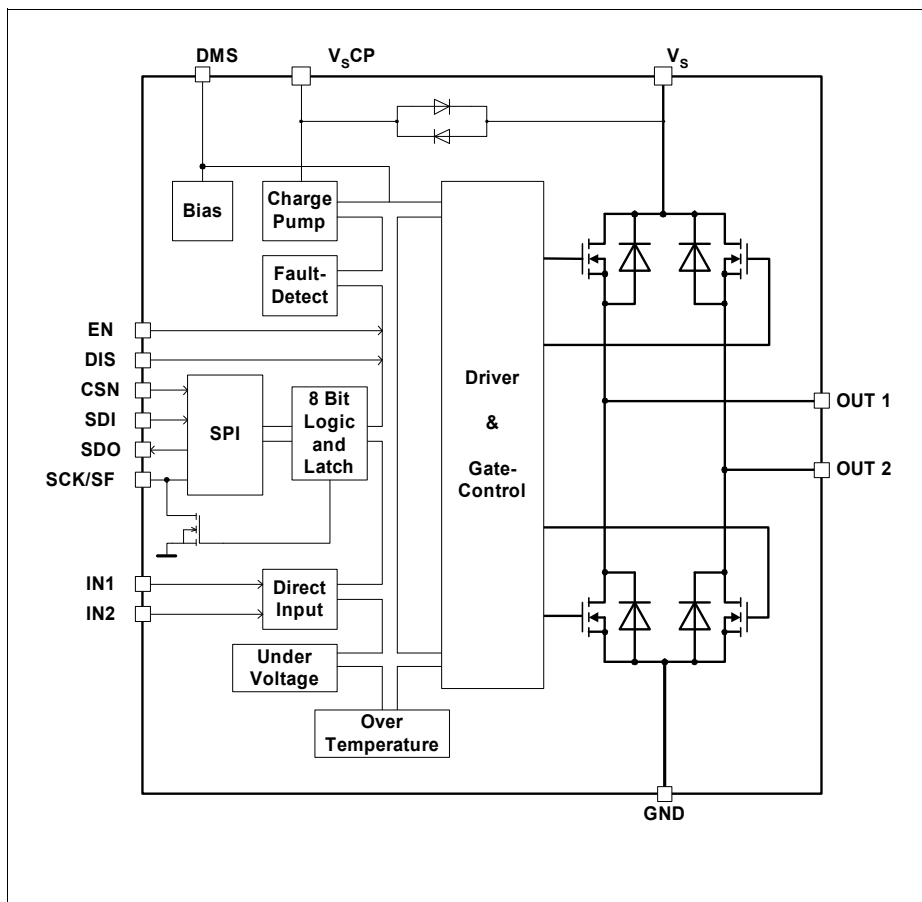 DMS
VSCP
VS
Bias
Charge
Pump
Fault-
Detect
EN
DIS
CSN
SDI
SDO
SCK/SF
SPI
8 Bit
Logic
and
Latch
Driver
&
Gate-
Control
OUT 1
OUT 2
IN1
IN2
Direct
Input
Under
Voltage
Over
Temperature
GND